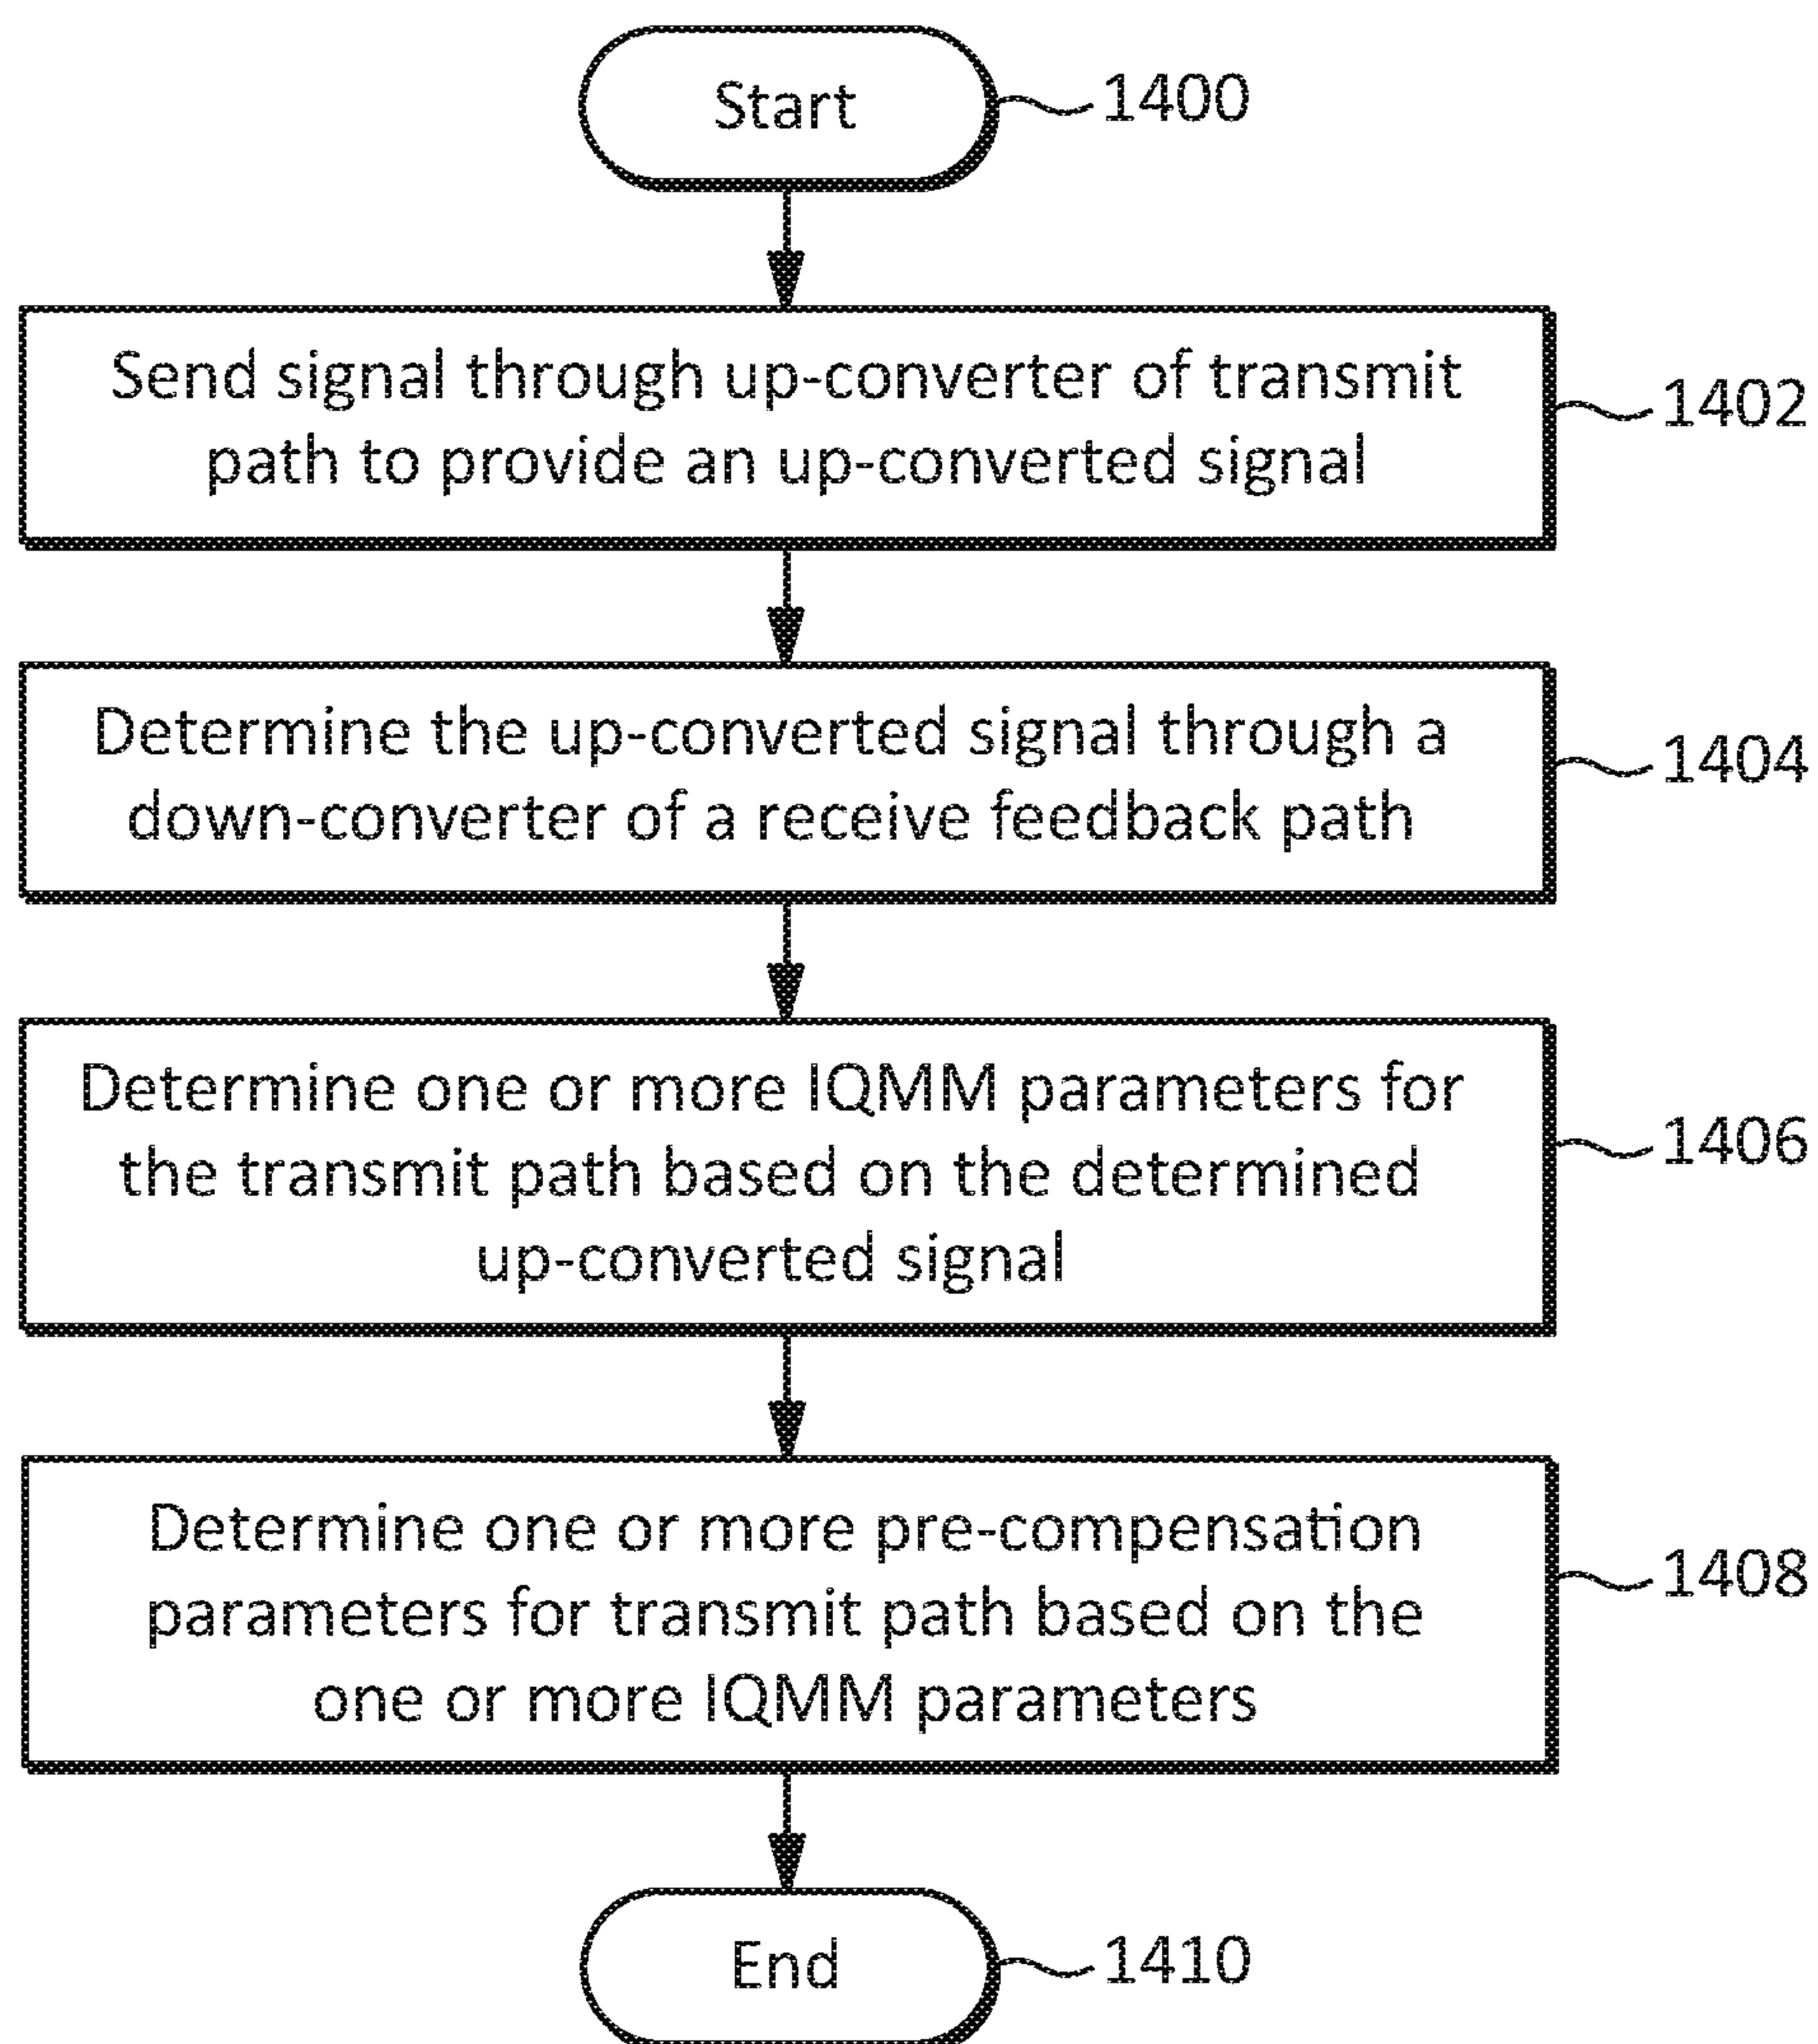 Start
1400
Send signal through up-converter of transmit
path to provide an up-converted signal
1402
Determine the up-converted signal through a
down-converter of a receive feedback path
1404
Determine one or more IQMM parameters for
the transmit path based on the determined
up-converted signal
1406
Determine one or more pre-compensation
parameters for transmit path based on the
one or more IQMM parameters
1408
End
1410